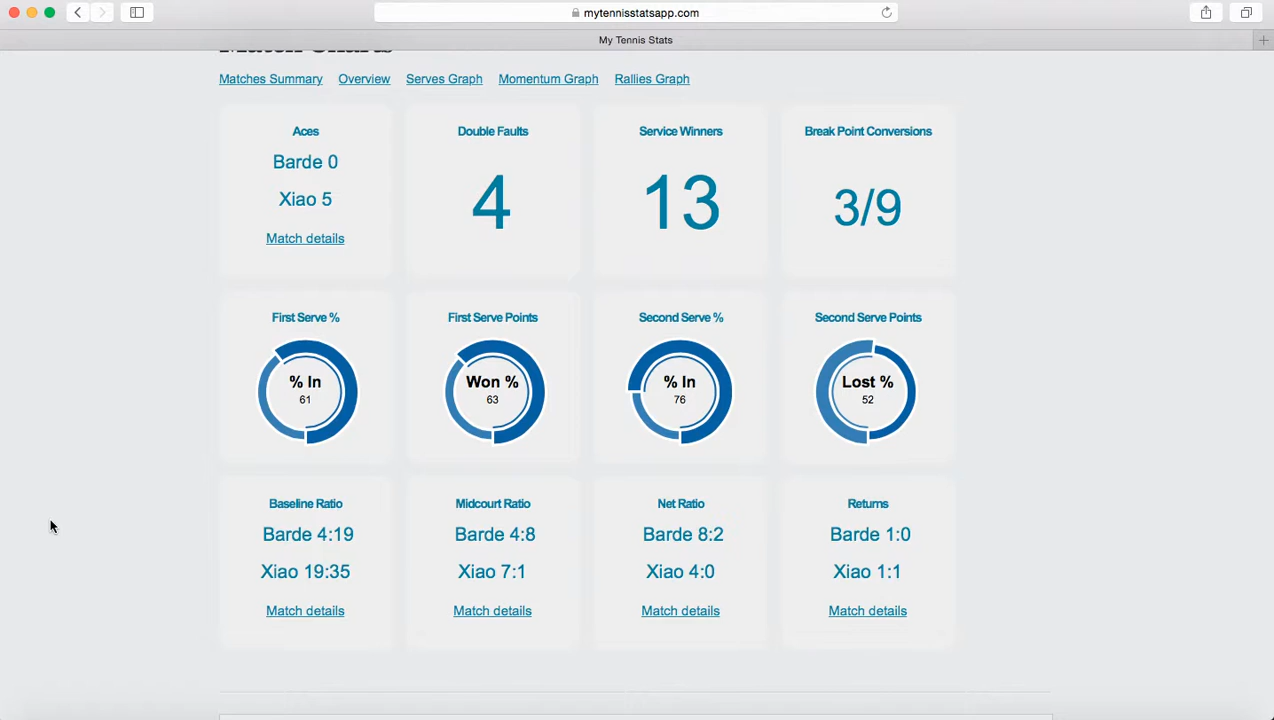 mytennisstatsapp.com
My Tennis Stats
Match Charts
Matches Summary Overview Serves Graph Momentum Graph Rallies Graph
Aces
Barde 0
Xiao 5
Match details
Double Faults
4
Service Winners
13
Break Point Conversions
3/9
First Serve %
% In
61
First Serve Points
Won %
63
Second Serve %
% In
76
Second Serve Points
Lost %
52
Baseline Ratio
Barde 4:19
Xiao 19:35
Match details
Midcourt Ratio
Barde 4:8
Xiao 7:1
Match details
Net Ratio
Barde 8:2
Xiao 4:0
Match details
Returns
Barde 1:0
Xiao 1:1
Match details